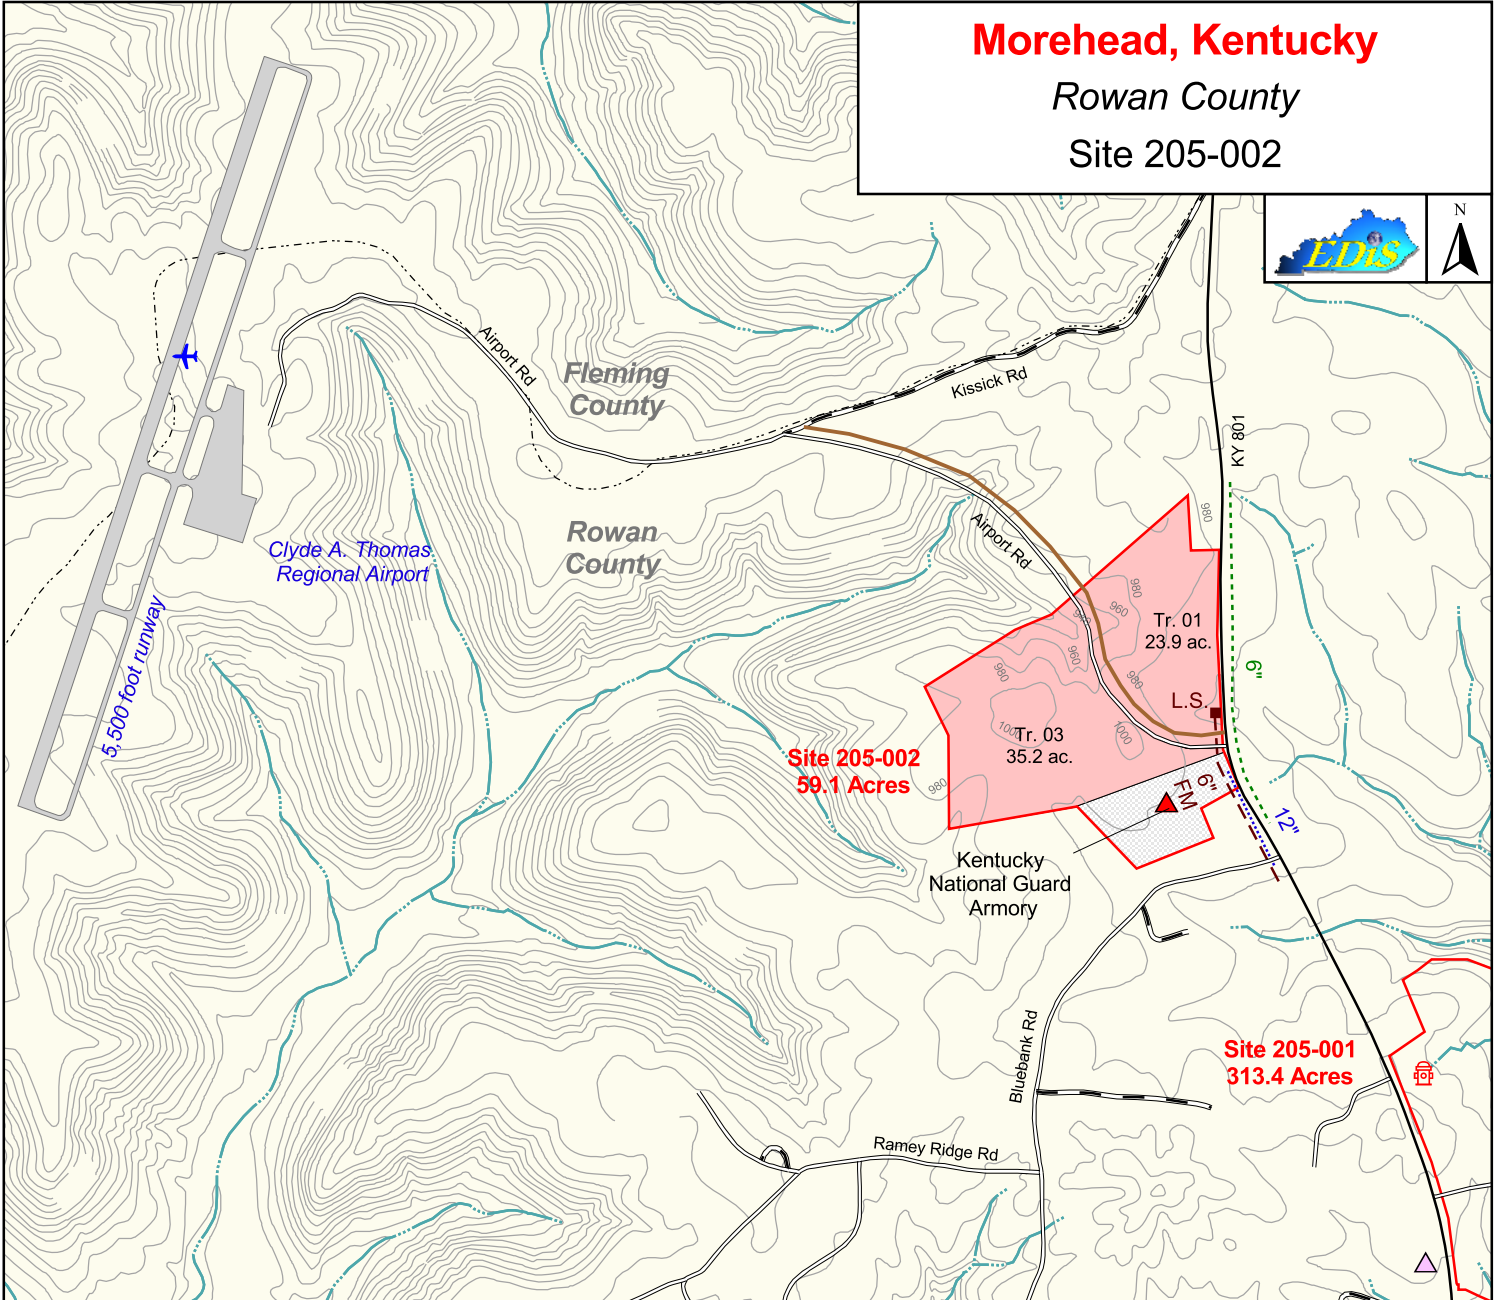 Morehead, Kentucky
Rowan County
Site 205-002
EDiS
N
Airport Rd
Fleming
County
Kissick Rd
KY 801
980
Rowan
County
Airport Rd
Clyde A. Thomas
Regional Airport
5,500 foot runway
980
960
940
Tr. 01
23.9 ac.
960
980
980
6"
L.S.
1000
1000
Tr. 03
35.2 ac.
Site 205-002
59.1 Acres
980
6"
FM
12"
Kentucky
National Guard
Armory
Bluebank Rd
Site 205-001
313.4 Acres
Ramey Ridge Rd